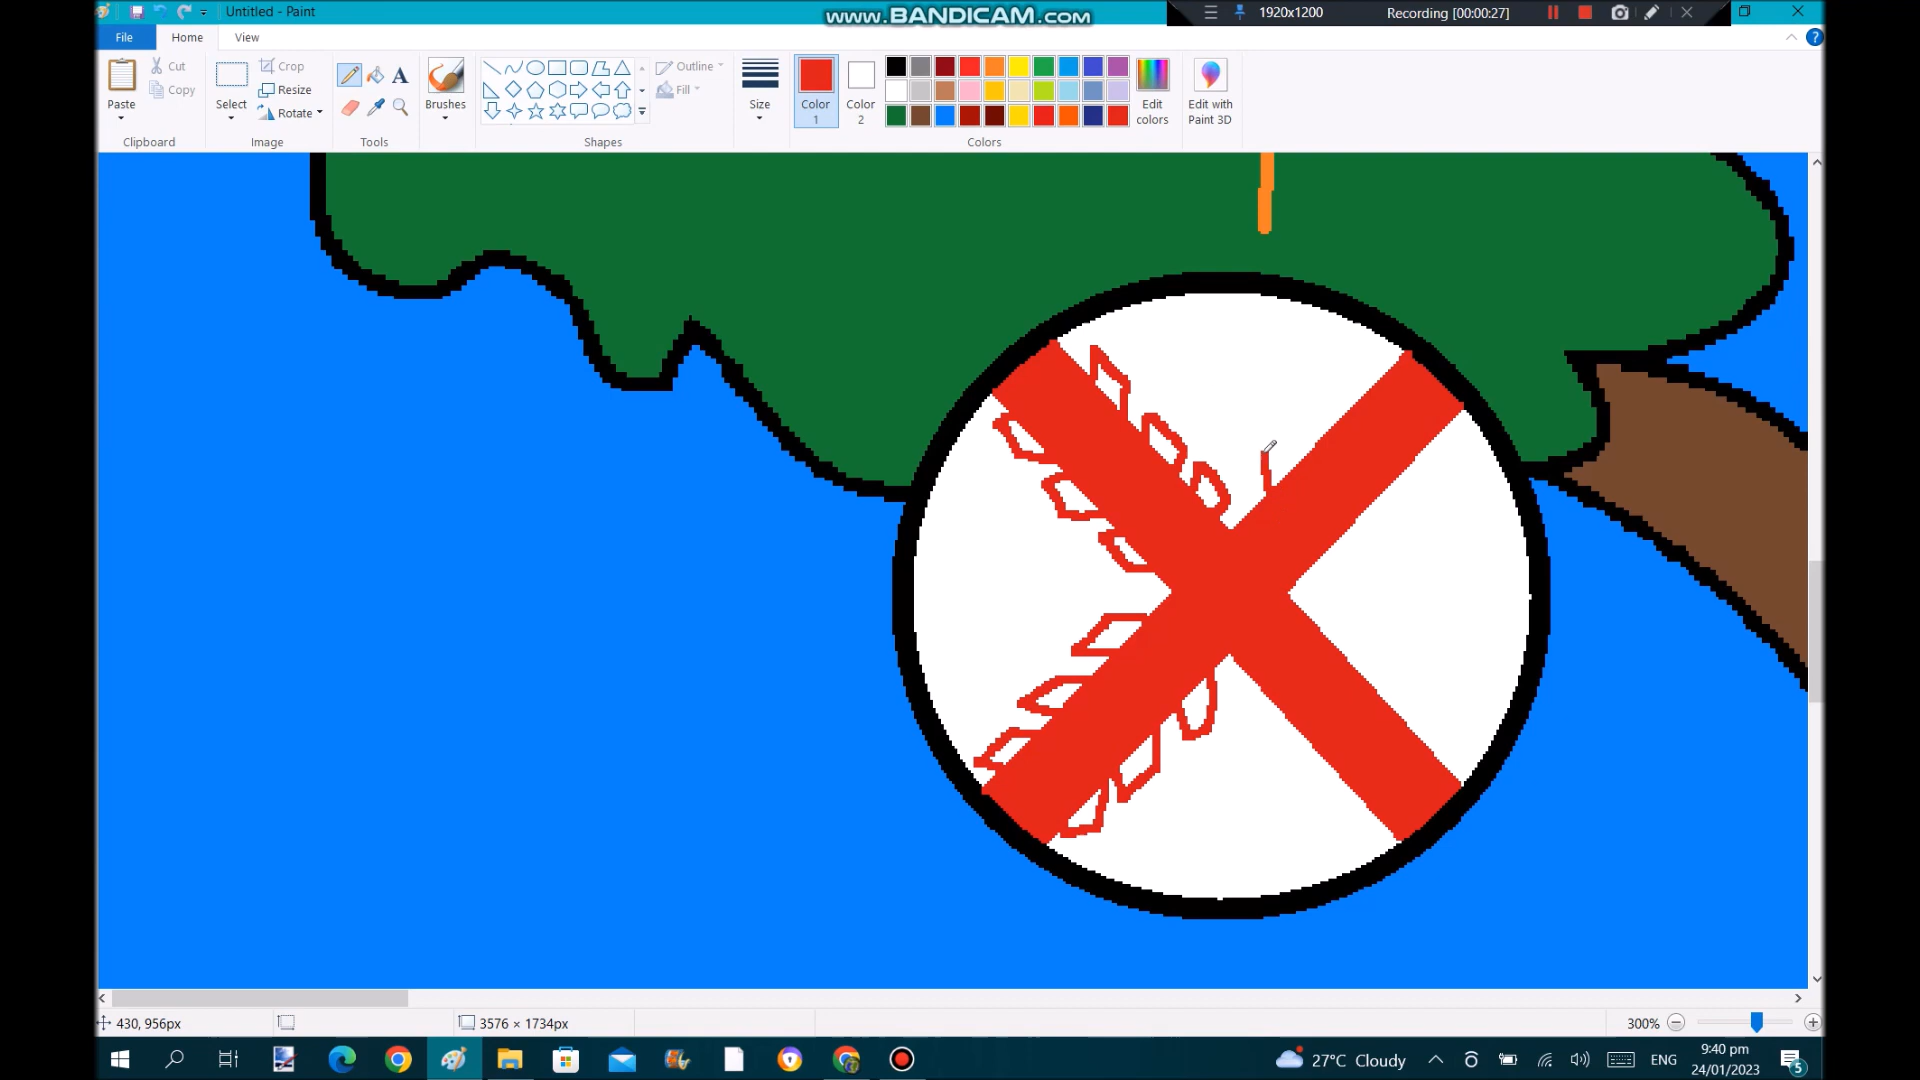 Untitled - Paint
www.BANDICAM.com
1920x1200
Recording [00:00:27]
File
Home
View
Paste
Cut
Copy
Clipboard
Select
Crop
Resize
Rotate
Image
A
Tools
Brushes
Shapes
Outline
Fill
Size
Color 1
Color 2
Edit colors
Edit with Paint 3D
Colors
430, 956px
3576 × 1734px
300%
27°C Cloudy
ENG
9:40 pm
24/01/2023
5